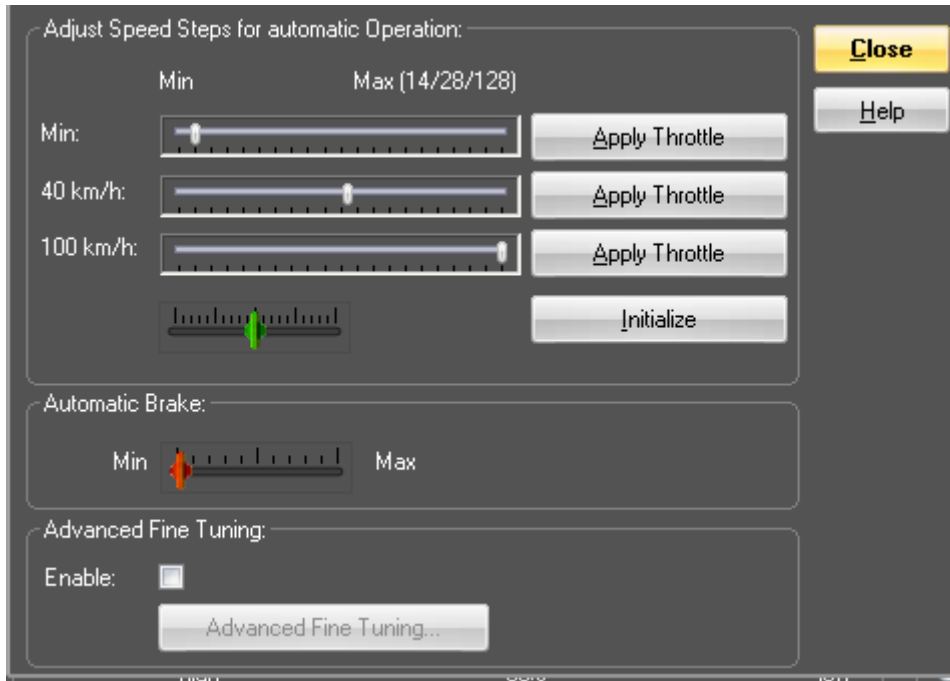 Adjust Speed Steps for automatic Operation:
Close
Min Max (14/28/128)
Help
Min: Apply Throttle
40 km/h: Apply Throttle
100 km/h: Apply Throttle
Initialize
Automatic Brake:
Min Max
Advanced Fine Tuning:
Enable:
Advanced Fine Tuning...